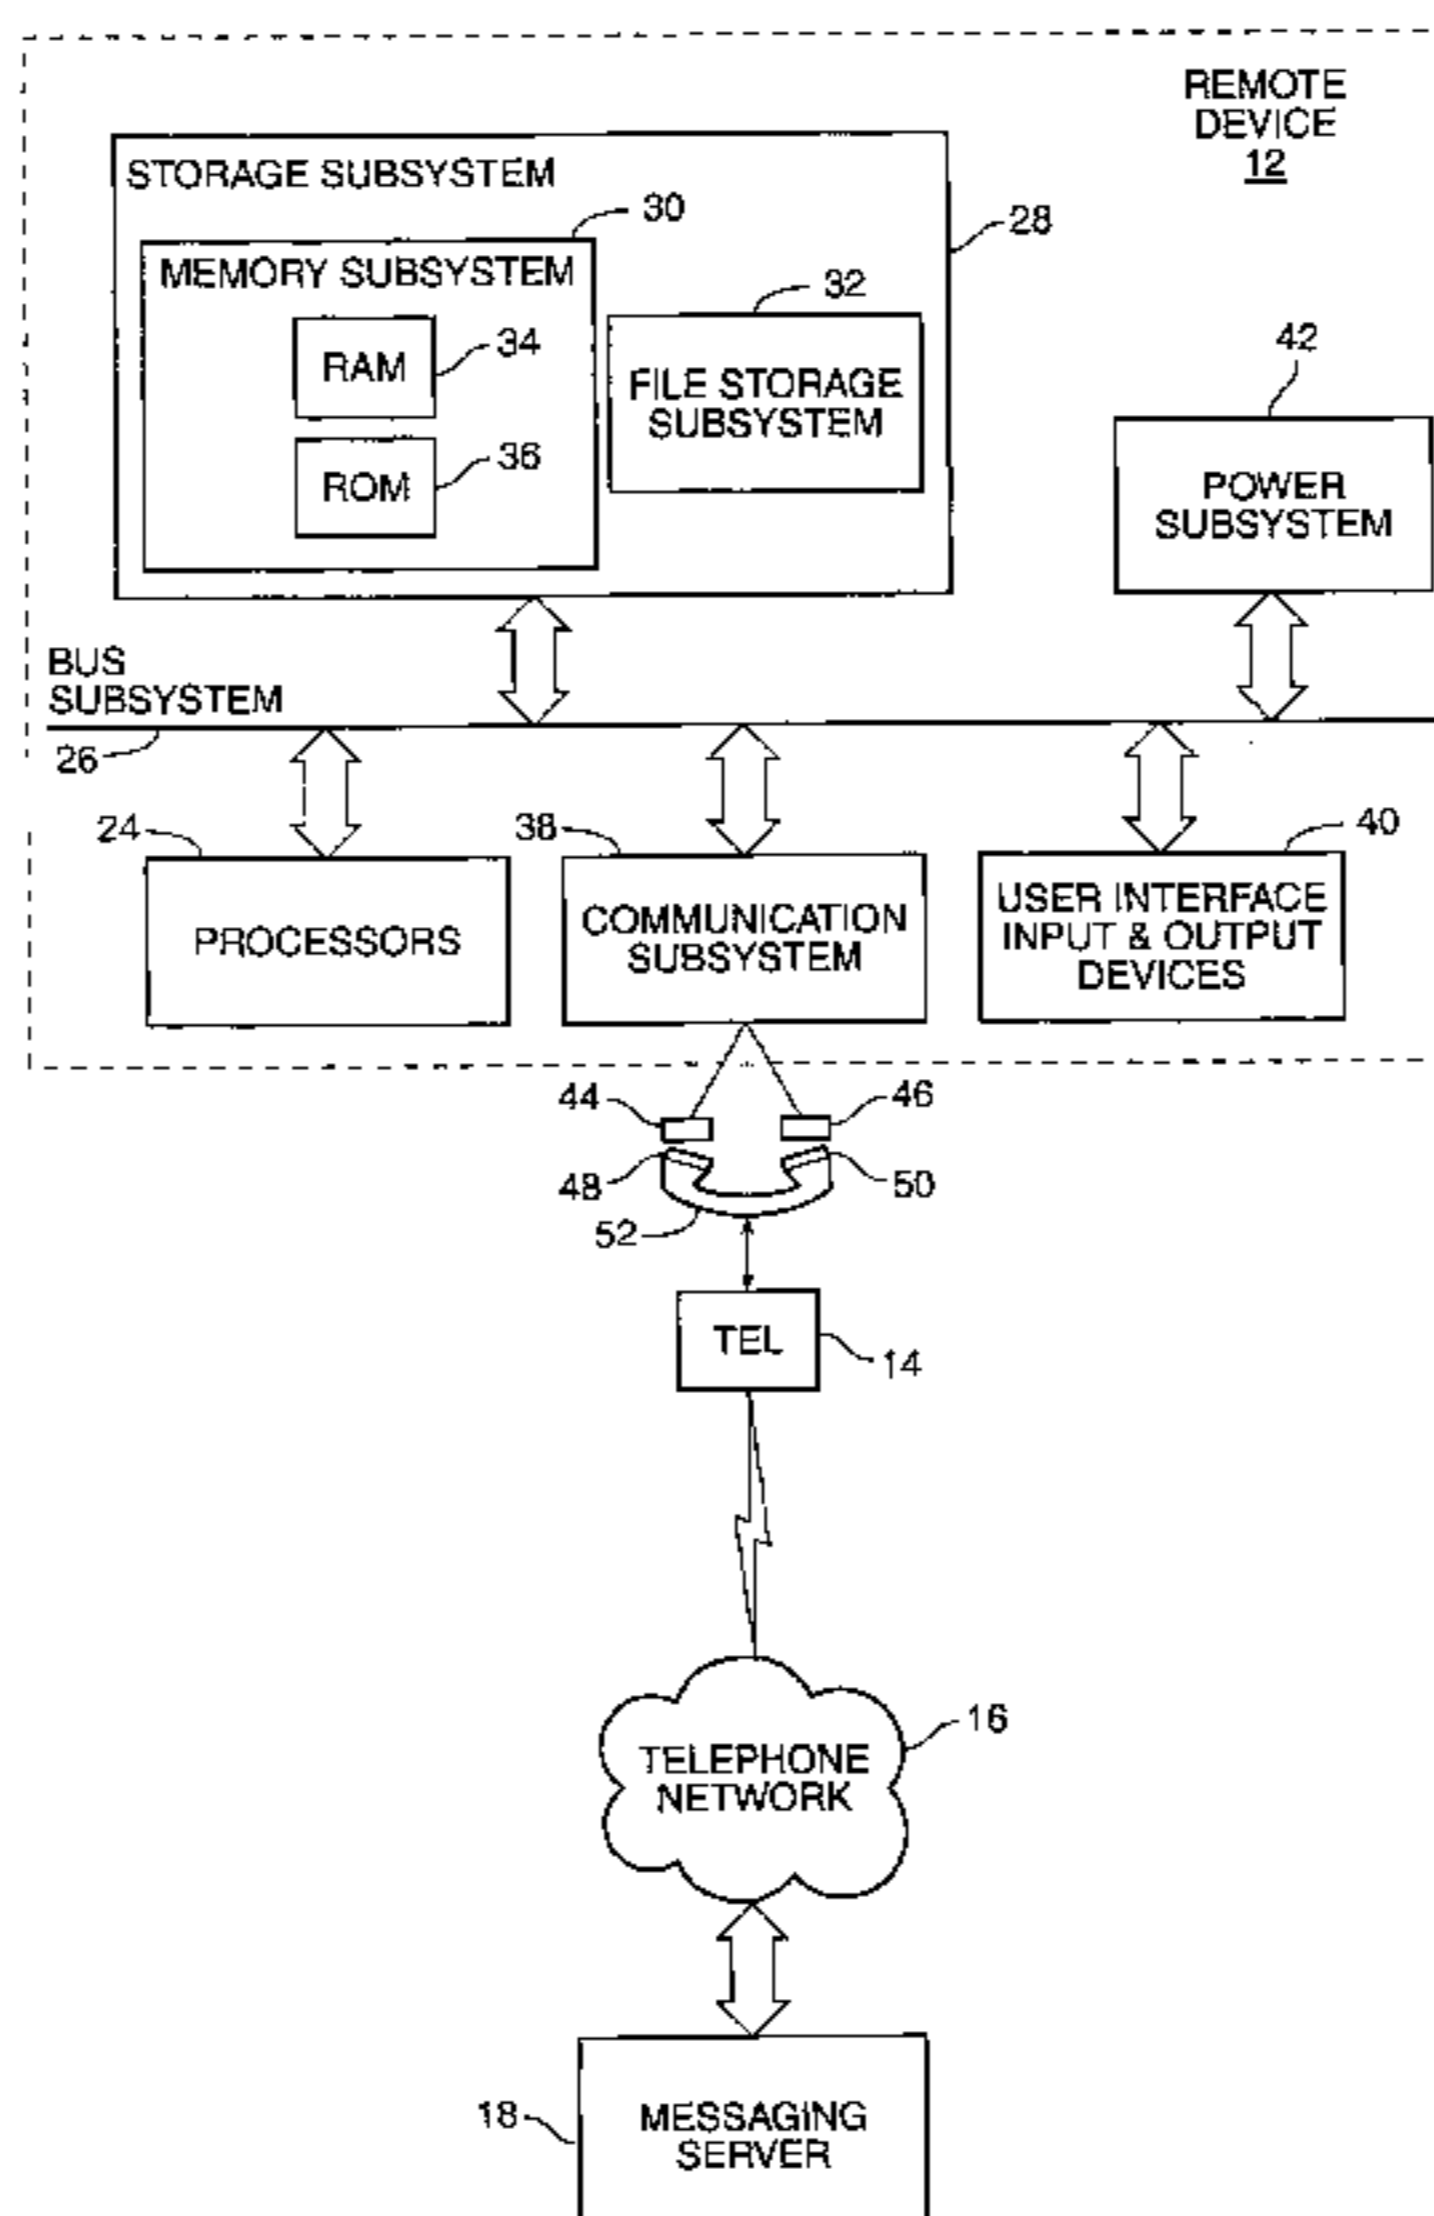 REMOTE
DEVICE
12
STORAGE SUBSYSTEM
30
28
MEMORY SUBSYSTEM
32
RAM
34
FILE STORAGE
SUBSYSTEM
42
ROM
36
POWER
SUBSYSTEM
BUS
SUBSYSTEM
26
24
38
40
PROCESSORS
COMMUNICATION
SUBSYSTEM
USER INTERFACE
INPUT & OUTPUT
DEVICES
44
46
48
50
52
TEL
14
16
TELEPHONE
NETWORK
18
MESSAGING
SERVER